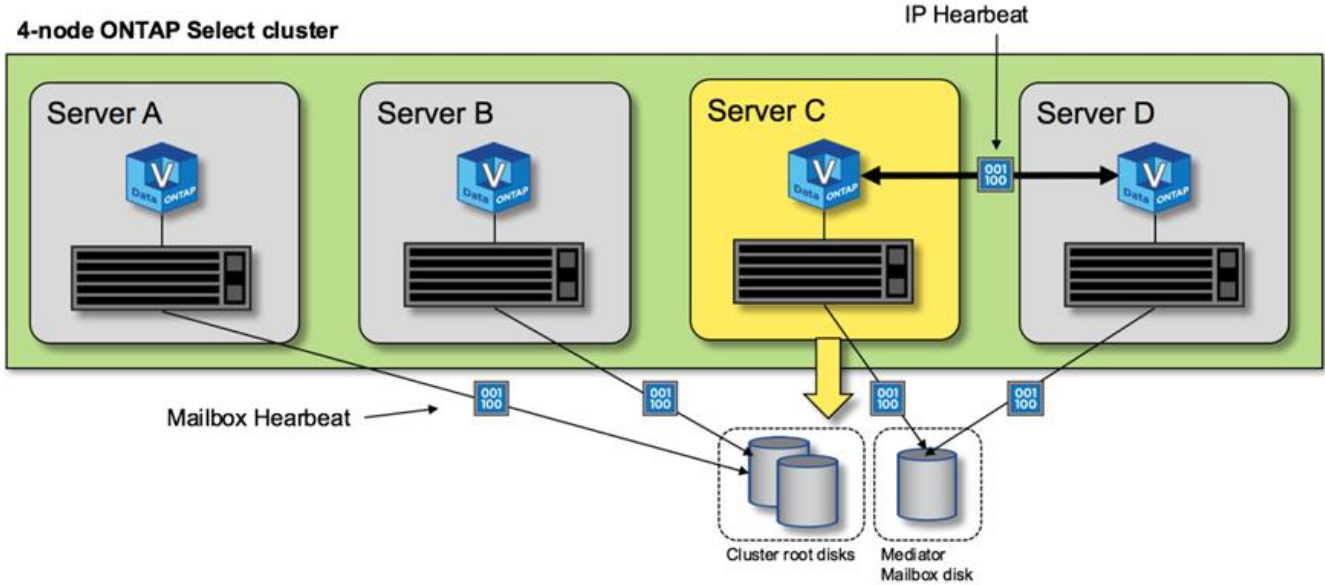 IP Hearbeat
4-node ONTAP Select cluster
Server A
Server B
Server C
Server D
V
Data ONTAP
V
Data ONTAP
V
Data ONTAP
V
Data ONTAP
001
100
001
100
001
100
001
100
001
100
Mailbox Hearbeat
Cluster root disks
Mediator
Mailbox disk